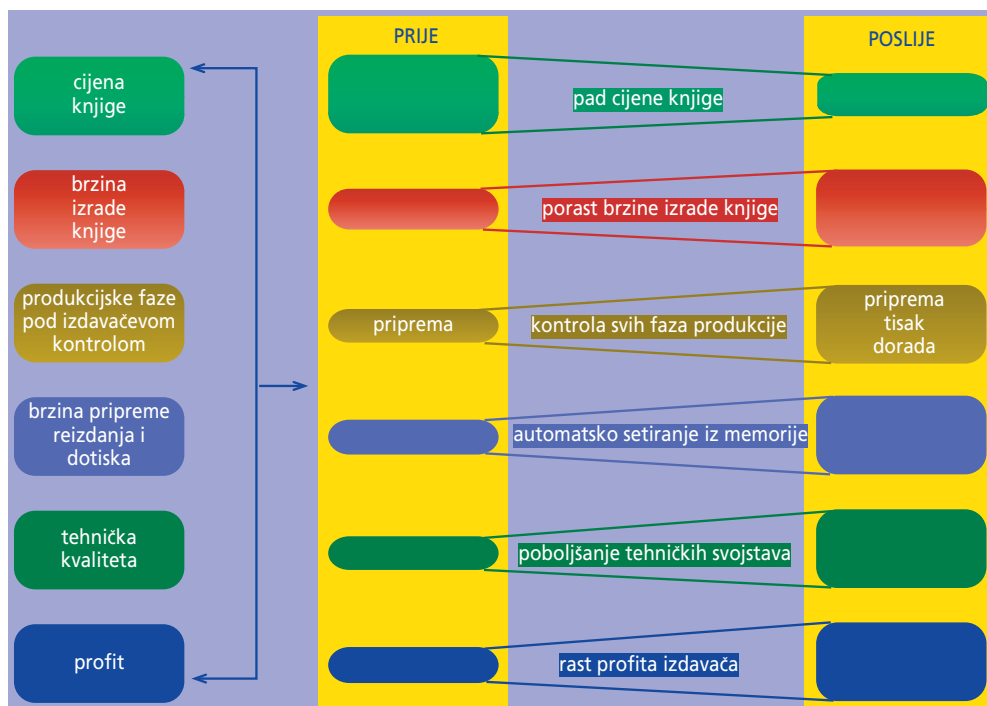 PRIJE
POSLIJE
cijena
knjige
pad cijene knjige
brzina
izrade
knjige
porast brzine izrade knjige
produkcijske faze
pod izdavačevom
kontrolom
priprema
kontrola svih faza produkcije
priprema
tisak
dorada
brzina pripreme
reizdanja i
dotiska
automatsko setiranje iz memorije
tehnička
kvaliteta
poboljšanje tehničkih svojstava
profit
rast profita izdavača